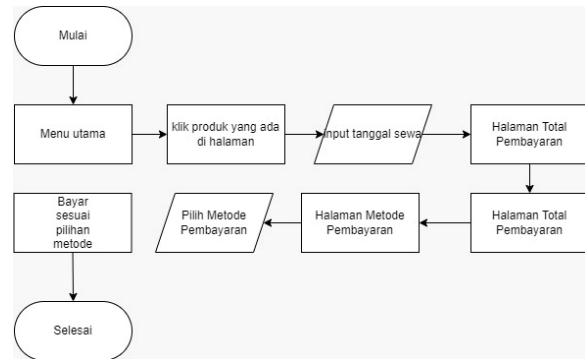 Mulai
Menu utama
klik produk yang ada
di halaman
Input tanggal sewa
Halaman Total
Pembayaran
Halaman Total
Pembayaran
Halaman Metode
Pembayaran
Pilih Metode
Pembayaran
Bayar
sesuai
pilihan
metode
Selesai